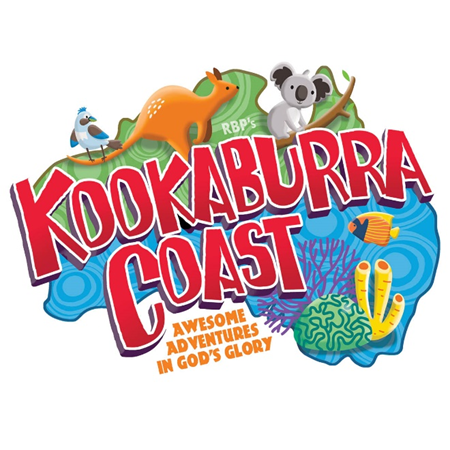 RBP's
KOOKABURRA
COAST
AWESOME
ADVENTURES
IN GOD'S GLORY